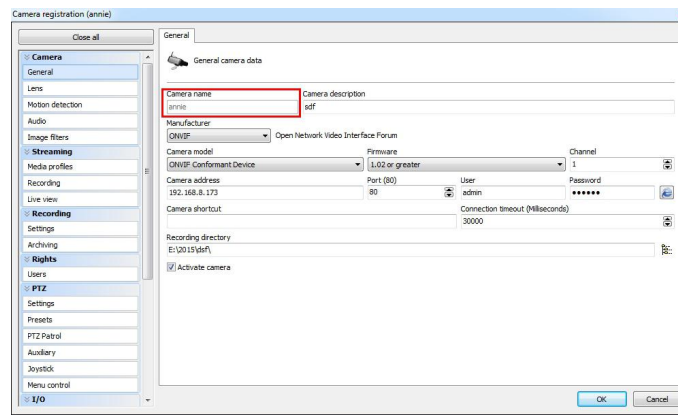 Camera registration (annie)
Close all
Camera
General
Lens
Motion detection
Audio
Image filters
Streaming
Media profiles
Recording
Live view
Recording
Settings
Archiving
Rights
Users
PTZ
Settings
Presets
PTZ Patrol
Auxiliary
Joystick
Menu control
I/O
General
General camera data
Camera name Camera description
annie sdf
Manufacturer
ONVIF Open Network Video Interface Forum
Camera model Firmware Channel
ONVIF Conformant Device 1.02 or greater 1
Camera address Port (80) User Password
192.168.8.173 80 admin ••••••
Camera shortcut Connection timeout (Milliseconds)
30000
Recording directory
E:\2015\dsf\
Activate camera
OK Cancel